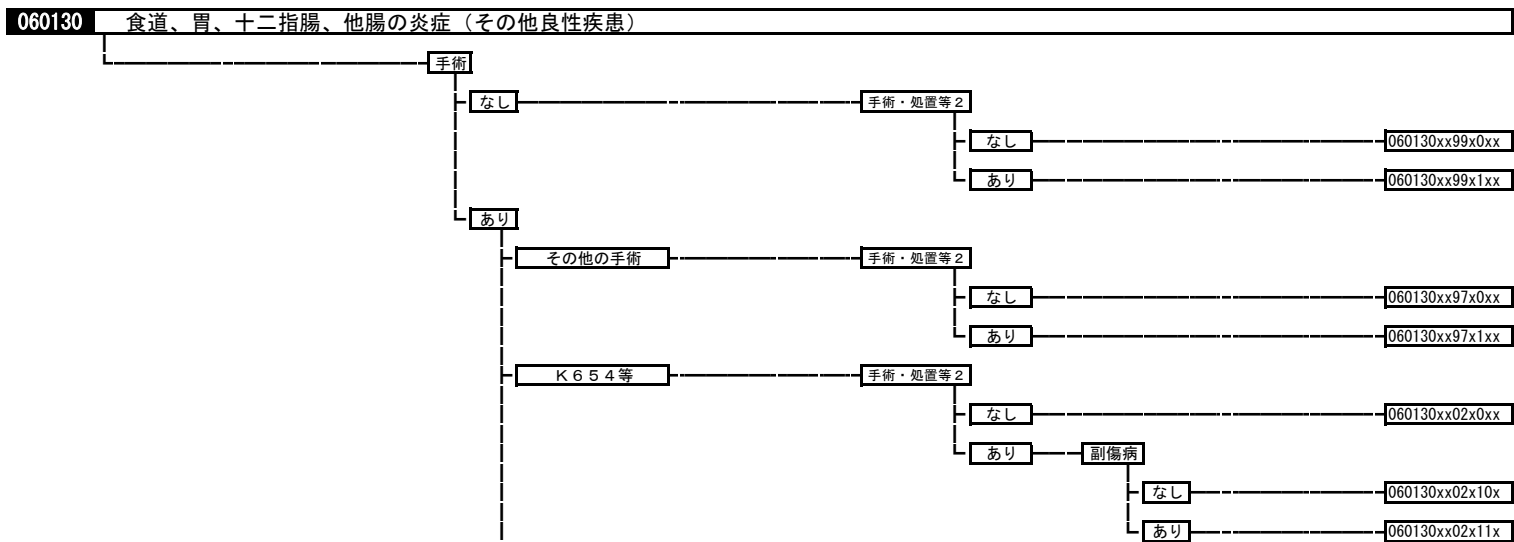 060130 食道、胃、十二指腸、他腸の炎症（その他良性疾患）
手術
なし 手術・処置等２
なし 060130xx99x0xx
あり 060130xx99x1xx
あり
その他の手術 手術・処置等２
なし 060130xx97x0xx
あり 060130xx97x1xx
Ｋ６５４等 手術・処置等２
なし 060130xx02x0xx
あり 副傷病
なし 060130xx02x10x
あり 060130xx02x11x